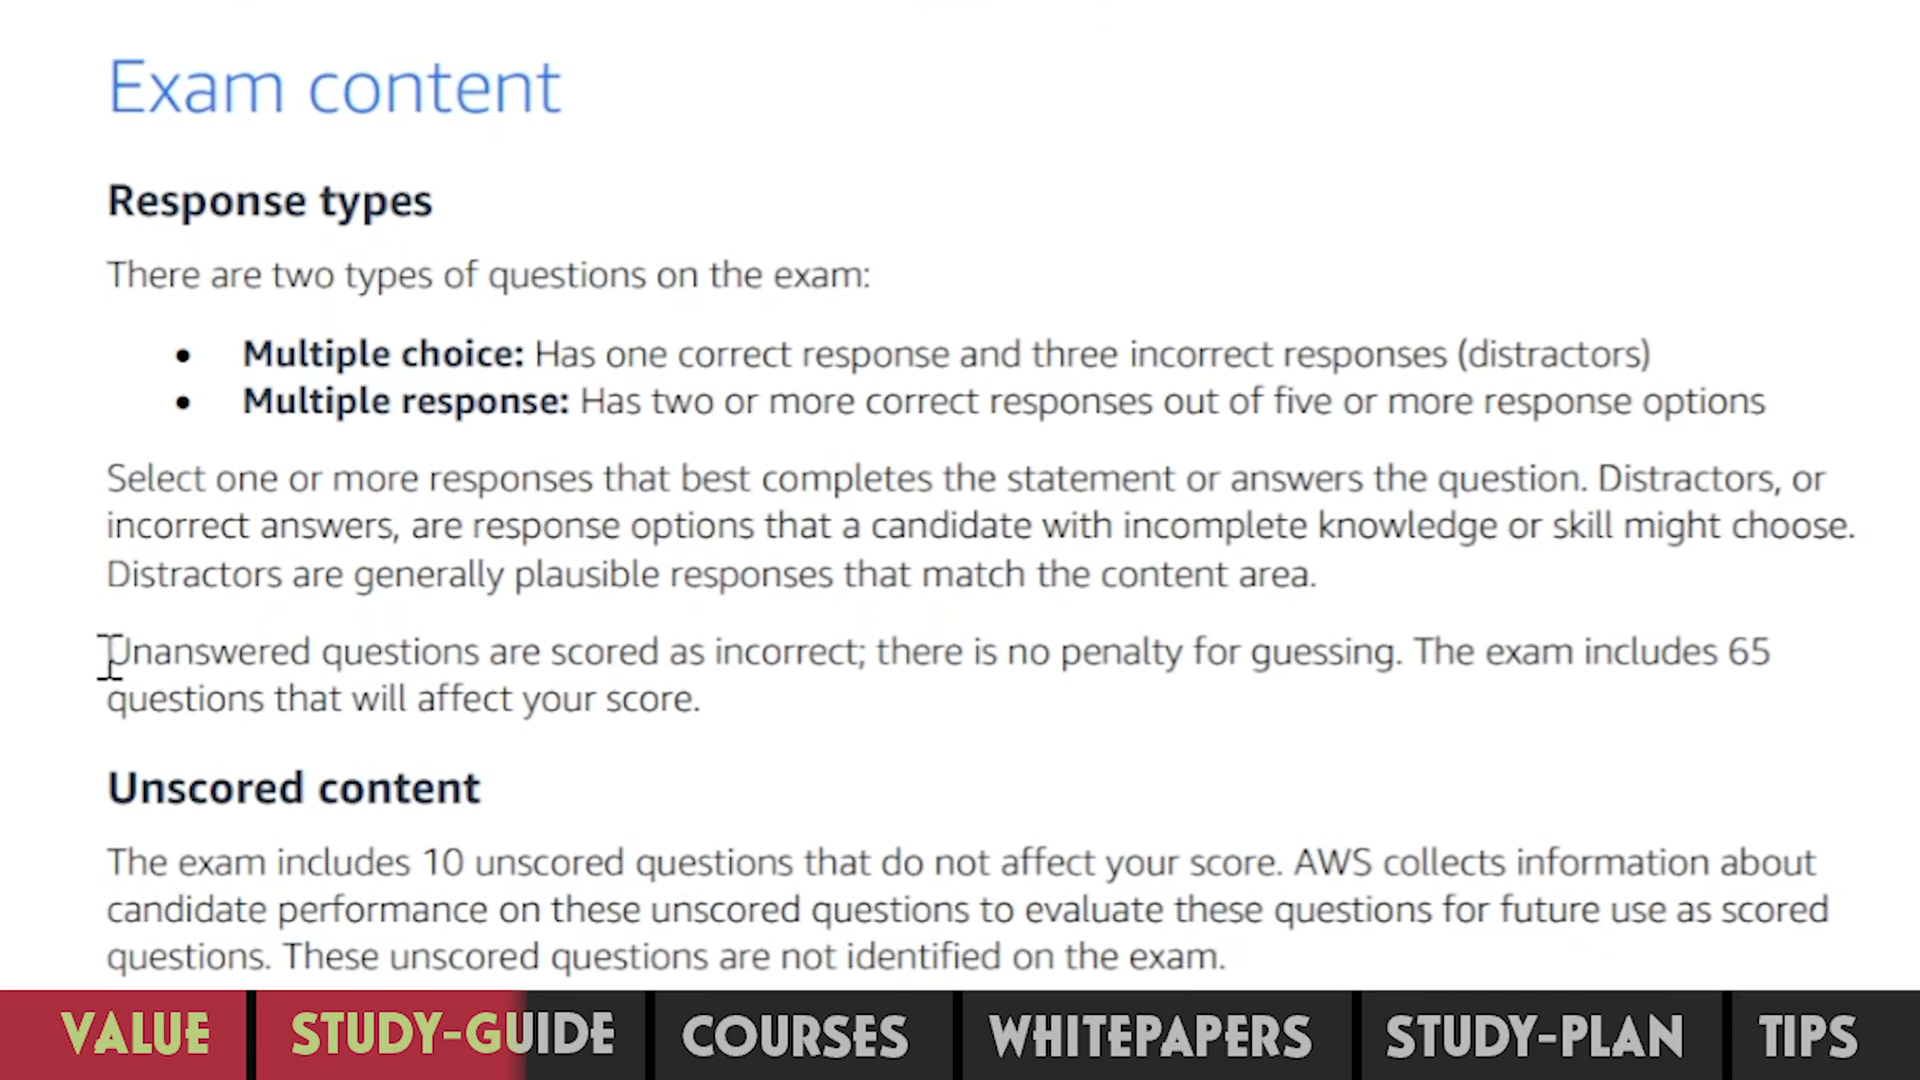 Exam content
Response types
There are two types of questions on the exam:
• Multiple choice: Has one correct response and three incorrect responses (distractors)
• Multiple response: Has two or more correct responses out of five or more response options
Select one or more responses that best completes the statement or answers the question. Distractors, or
incorrect answers, are response options that a candidate with incomplete knowledge or skill might choose.
Distractors are generally plausible responses that match the content area.
Unanswered questions are scored as incorrect; there is no penalty for guessing. The exam includes 65
questions that will affect your score.
Unscored content
The exam includes 10 unscored questions that do not affect your score. AWS collects information about
candidate performance on these unscored questions to evaluate these questions for future use as scored
questions. These unscored questions are not identified on the exam.
VALUE STUDY-GUIDE COURSES WHITEPAPERS STUDY-PLAN TIPS